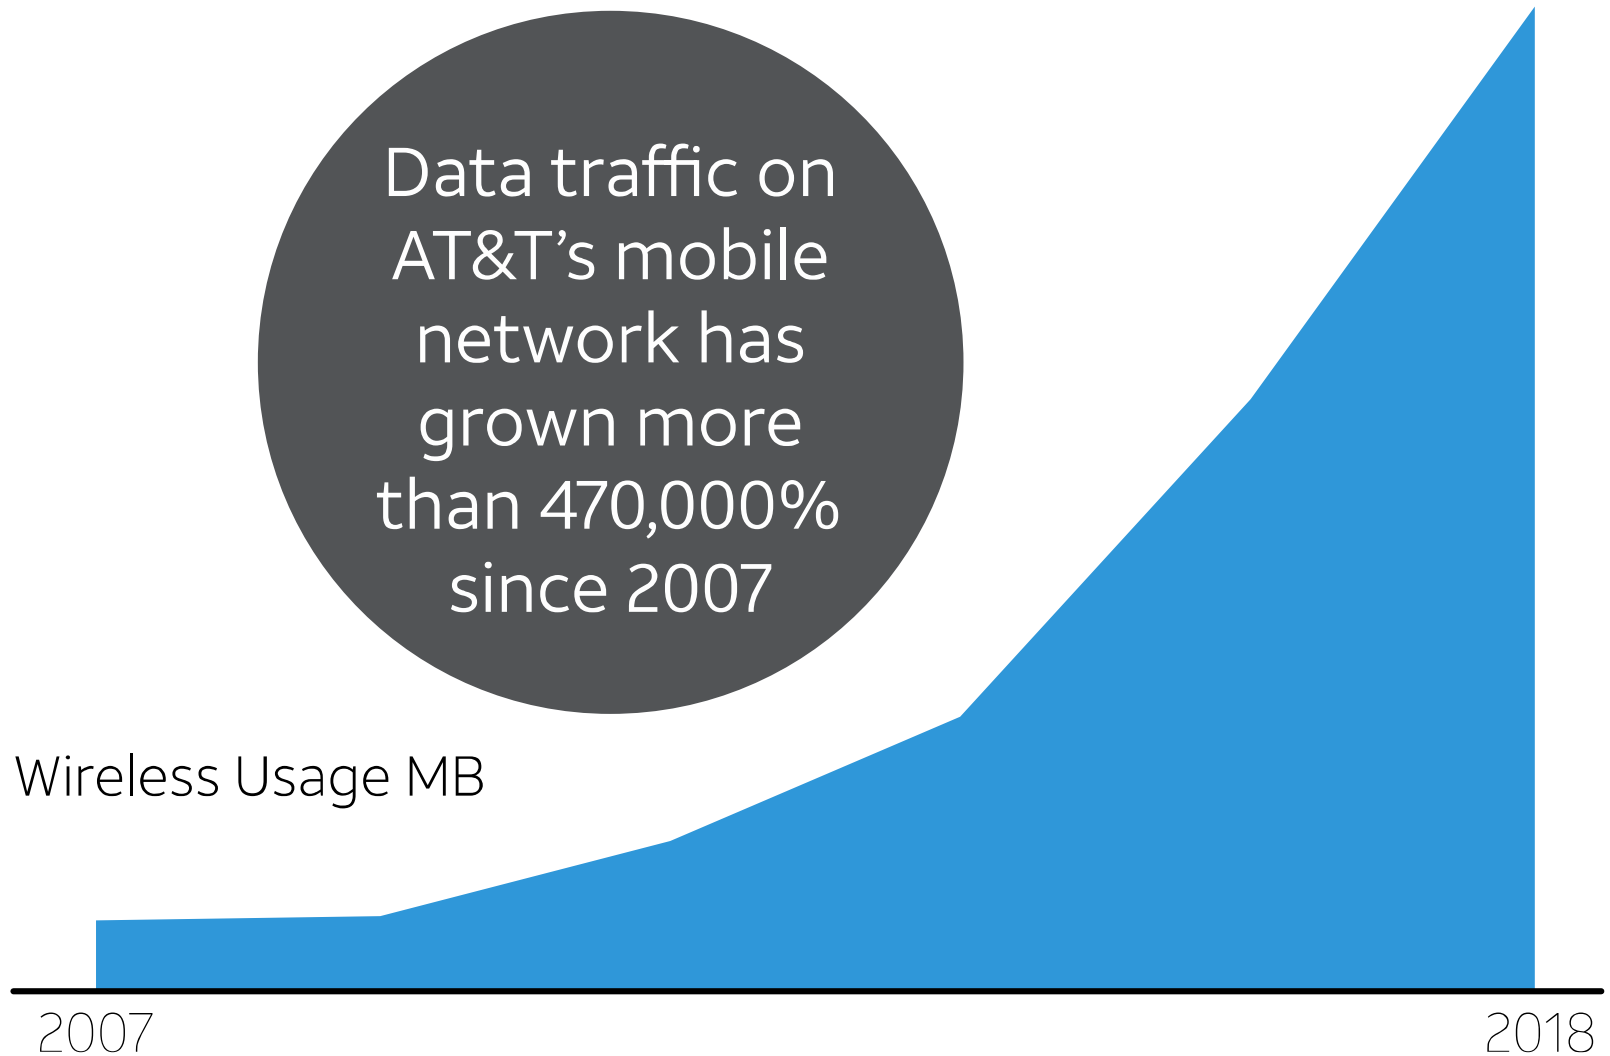 Data traffic on
AT&T’s mobile
network has
grown more
than 470,000%
since 2007
Wireless Usage MB
2007
2018